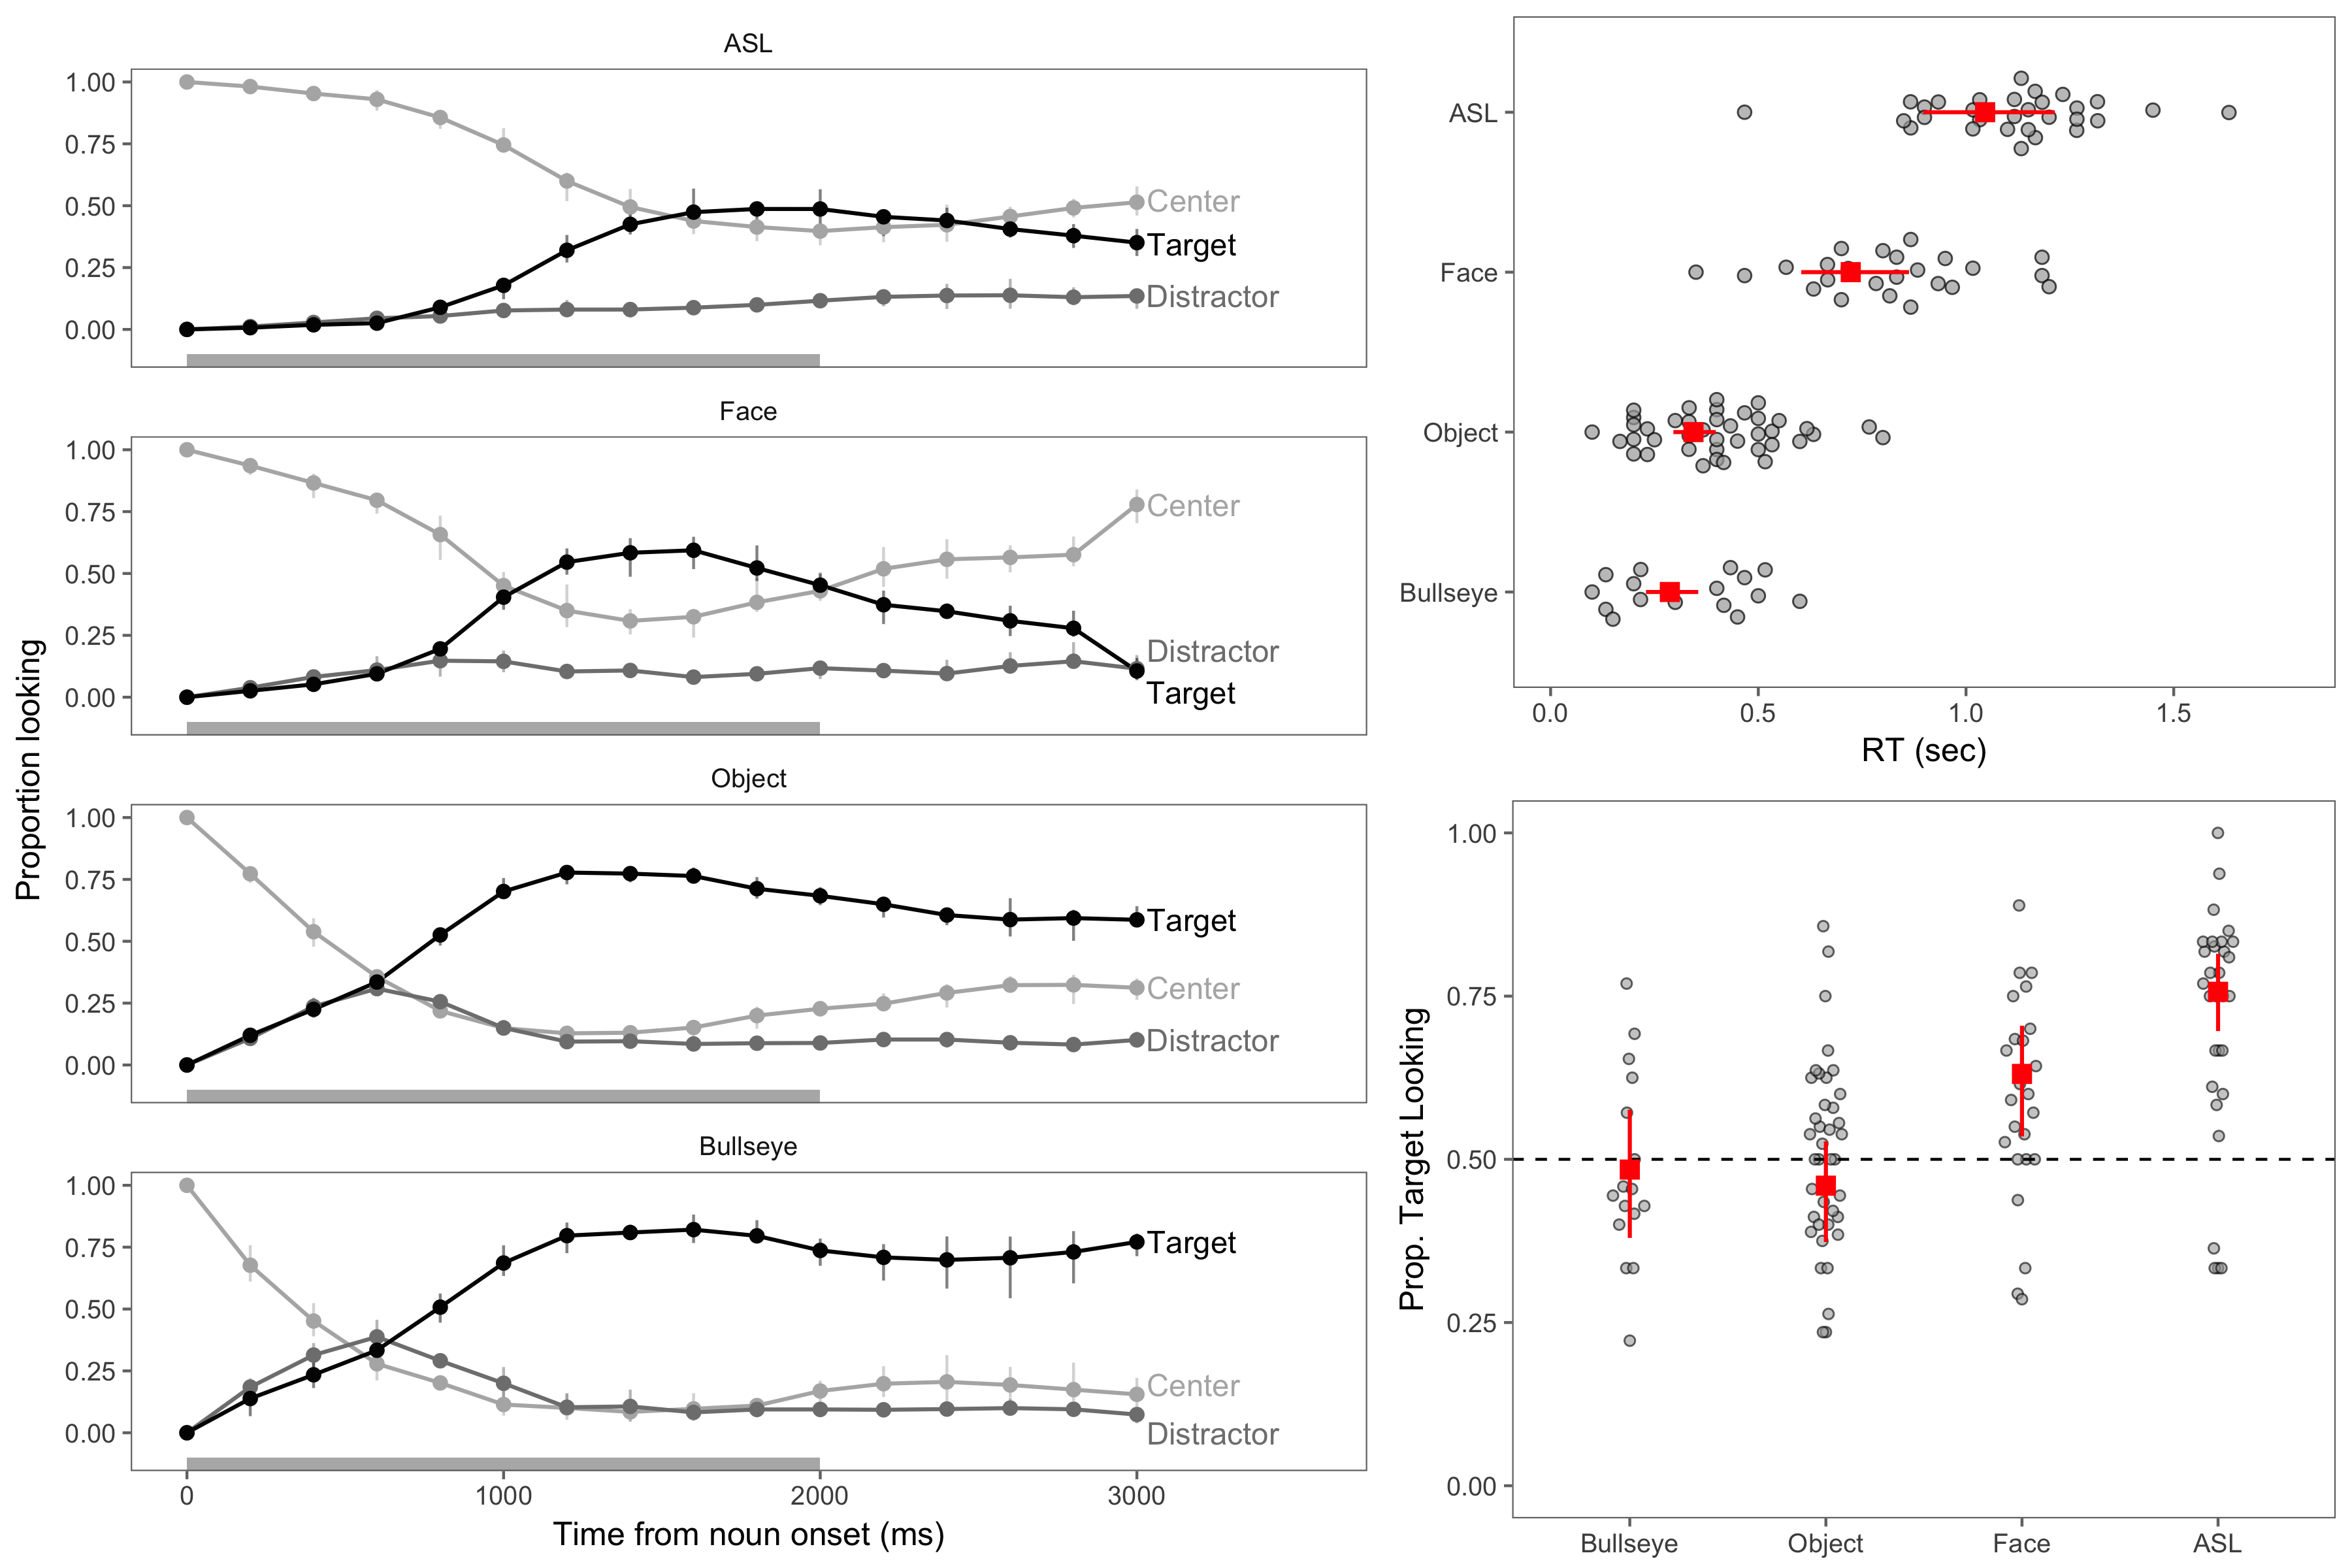 ASL
1.00
0.75
0.50
0.25
0.00
Center
Target
Distractor
Face
1.00
0.75
0.50
0.25
0.00
Center
Distractor
Target
Object
1.00
0.75
0.50
0.25
0.00
Target
Center
Distractor
Bullseye
1.00
0.75
0.50
0.25
0.00
Target
Center
Distractor
0 1000 2000 3000
Time from noun onset (ms)
Proportion looking
ASL
Face
Object
Bullseye
0.0 0.5 1.0 1.5
RT (sec)
1.00
0.75
0.50
0.25
0.00
Prop. Target Looking
Bullseye Object Face ASL